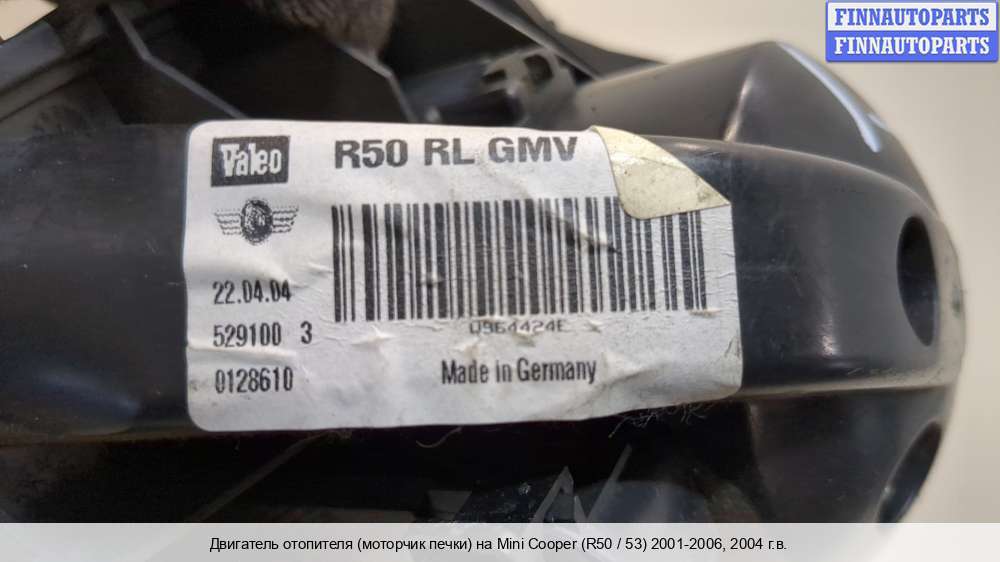 FINNAUTOPARTS
FINNAUTOPARTS
Valeo
R50 RL GMV
22.04.04
529100 3
0128610
0964424E
Made in Germany
Двигатель отопителя (моторчик печки) на Mini Cooper (R50 / 53) 2001-2006, 2004 г.в.